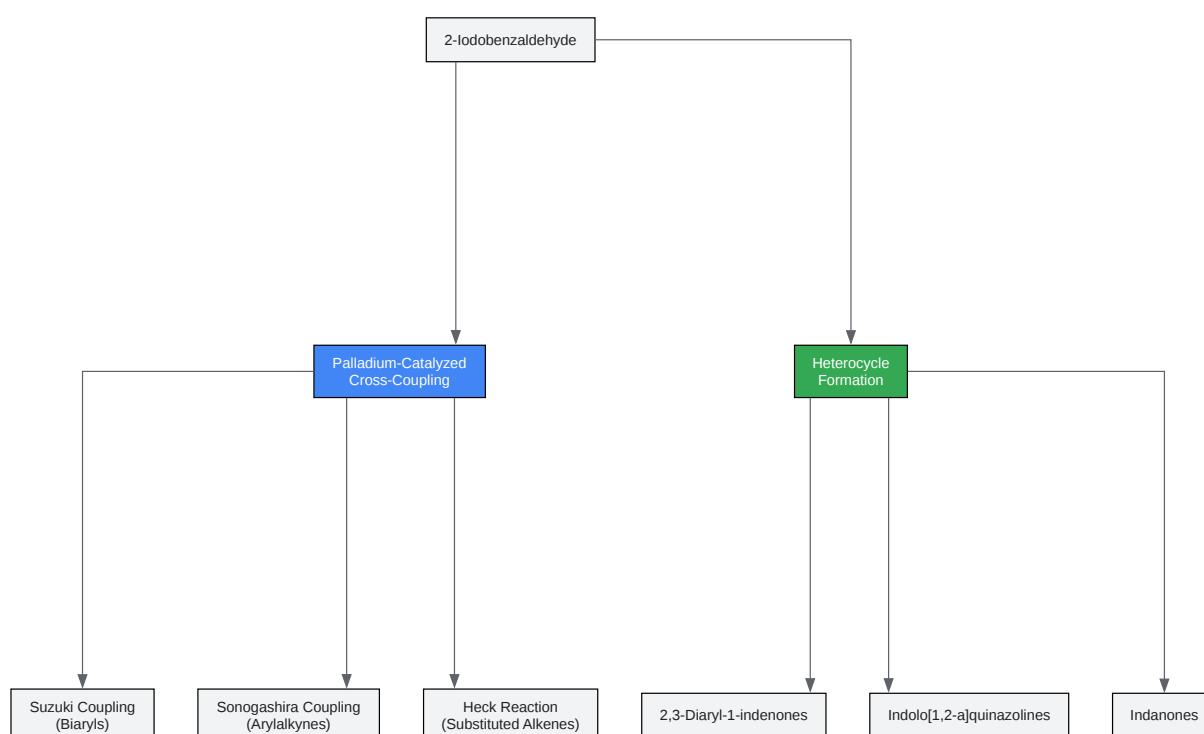 2-Iodobenzaldehyde
Palladium-Catalyzed
Cross-Coupling
Heterocycle
Formation
Suzuki Coupling
(Biaryls)
Sonogashira Coupling
(Arylalkynes)
Heck Reaction
(Substituted Alkenes)
2,3-Diaryl-1-indenones
Indolo[1,2-a]quinazolines
Indanones